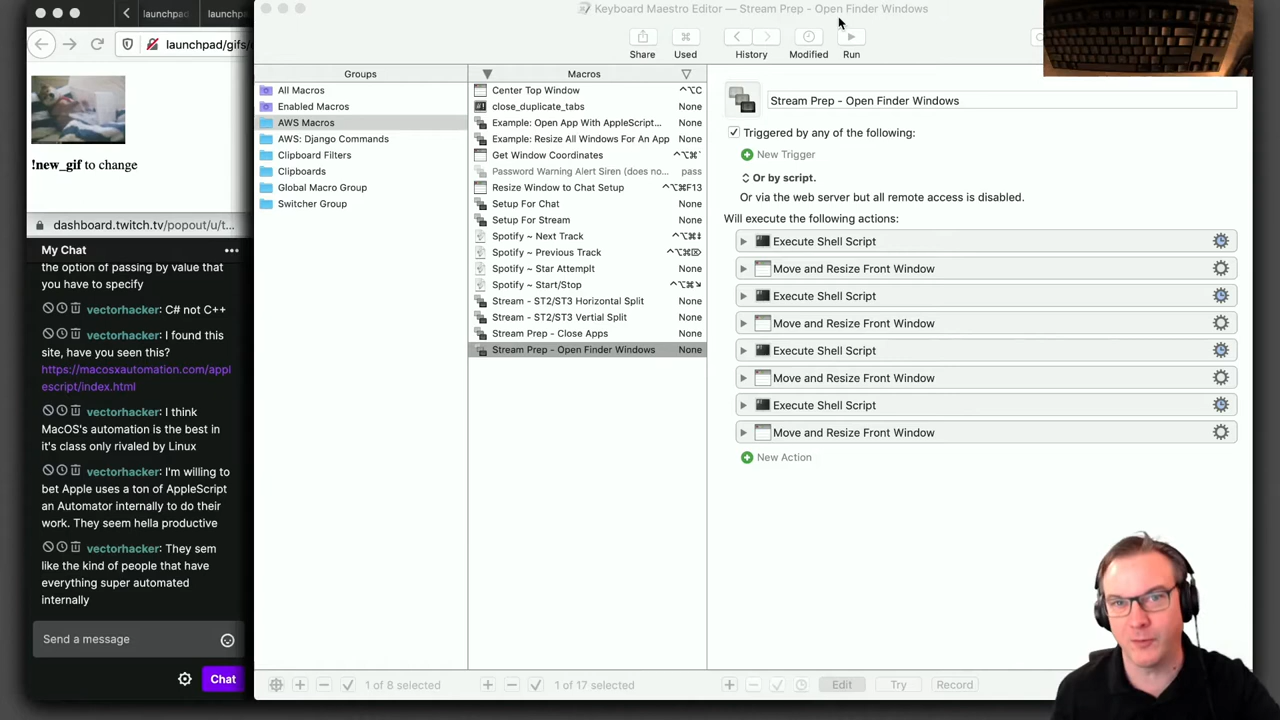 launchpad
launchpad
launchpad/gifs/
!new_gif to change
dashboard.twitch.tv/popout/u/t...
My Chat
the option of passing by value that
you have to specify
vectorhacker: C# not C++
vectorhacker: I found this
site, have you seen this?
https://macosxautomation.com/appl
escript/index.html
vectorhacker: I think
MacOS's automation is the best in
it's class only rivaled by Linux
vectorhacker: I'm willing to
bet Apple uses a ton of AppleScript
an Automator internally to do their
work. They seem hella productive
vectorhacker: They sem
like the kind of people that have
everything super automated
internally
Send a message
Chat
Keyboard Maestro Editor — Stream Prep - Open Finder Windows
Share
Used
History
Modified
Run
Groups
All Macros
Enabled Macros
AWS Macros
AWS: Django Commands
Clipboard Filters
Clipboards
Global Macro Group
Switcher Group
1 of 8 selected
Macros
Center Top Window ^⌥C
close_duplicate_tabs None
Example: Open App With AppleScript... None
Example: Resize All Windows For An App None
Get Window Coordinates ^⌥⌘`
Password Warning Alert Siren (does no... pass
Resize Window to Chat Setup ^⌥⌘F13
Setup For Chat None
Setup For Stream None
Spotify ~ Next Track ^⌥⌘⇟
Spotify ~ Previous Track ^⌥⌘⌦
Spotify ~ Star AttempIt None
Spotify ~ Start/Stop ^⌥⌘↘
Stream - ST2/ST3 Horizontal Split None
Stream - ST2/ST3 Vertial Split None
Stream Prep - Close Apps None
Stream Prep - Open Finder Windows None
1 of 17 selected
Stream Prep - Open Finder Windows
Triggered by any of the following:
New Trigger
Or by script.
Or via the web server but all remote access is disabled.
Will execute the following actions:
Execute Shell Script
Move and Resize Front Window
Execute Shell Script
Move and Resize Front Window
Execute Shell Script
Move and Resize Front Window
Execute Shell Script
Move and Resize Front Window
New Action
Edit
Try
Record